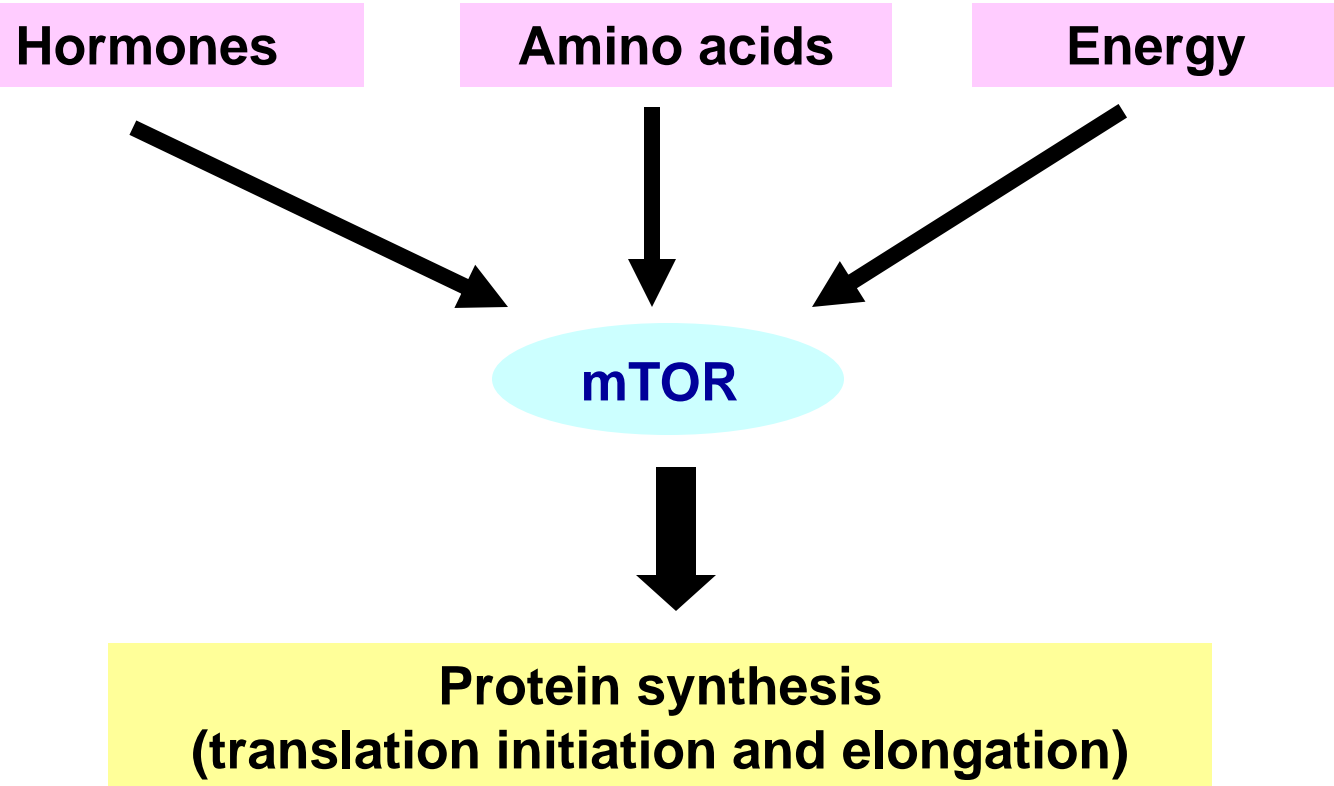 Hormones
Amino acids
Energy
mTOR
Protein synthesis
(translation initiation and elongation)